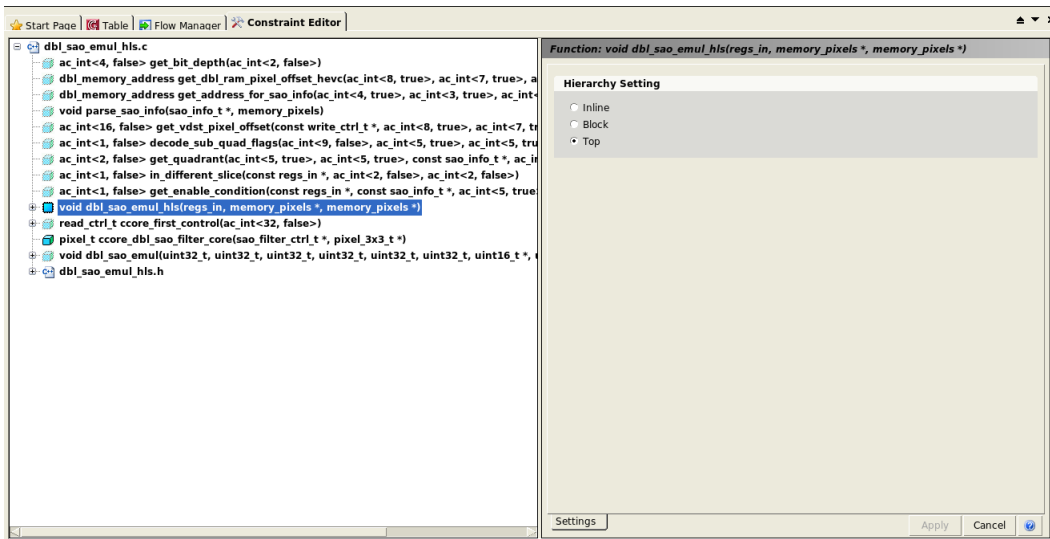 Start Page Table Flow Manager Constraint Editor
dbl_sao_emul_hls.c
ac_int<4, false> get_bit_depth(ac_int<2, false>)
dbl_memory_address get_dbl_ram_pixel_offset_hevc(ac_int<8, true>, ac_int<7, true>, a
dbl_memory_address get_address_for_sao_info(ac_int<4, true>, ac_int<3, true>, ac_int<
void parse_sao_info(sao_info_t *, memory_pixels)
ac_int<16, false> get_vdst_pixel_offset(const write_ctrl_t *, ac_int<8, true>, ac_int<7, tr
ac_int<1, false> decode_sub_quad_flags(ac_int<9, false>, ac_int<5, true>, ac_int<5, tru
ac_int<2, false> get_quadrant(ac_int<5, true>, ac_int<5, true>, const sao_info_t *, ac_i
ac_int<1, false> in_different_slice(const regs_in *, ac_int<2, false>, ac_int<2, false>)
ac_int<1, false> get_enable_condition(const regs_in *, const sao_info_t *, ac_int<5, true
void dbl_sao_emul_hls(regs_in, memory_pixels *, memory_pixels *)
read_ctrl_t ccore_first_control(ac_int<32, false>)
pixel_t ccore_dbl_sao_filter_core(sao_filter_ctrl_t *, pixel_3x3_t *)
void dbl_sao_emul(uint32_t, uint32_t, uint32_t, uint32_t, uint32_t, uint32_t, uint16_t *,
dbl_sao_emul_hls.h
Function: void dbl_sao_emul_hls(regs_in, memory_pixels *, memory_pixels *)
Hierarchy Setting
Inline
Block
Top
Settings
Apply Cancel